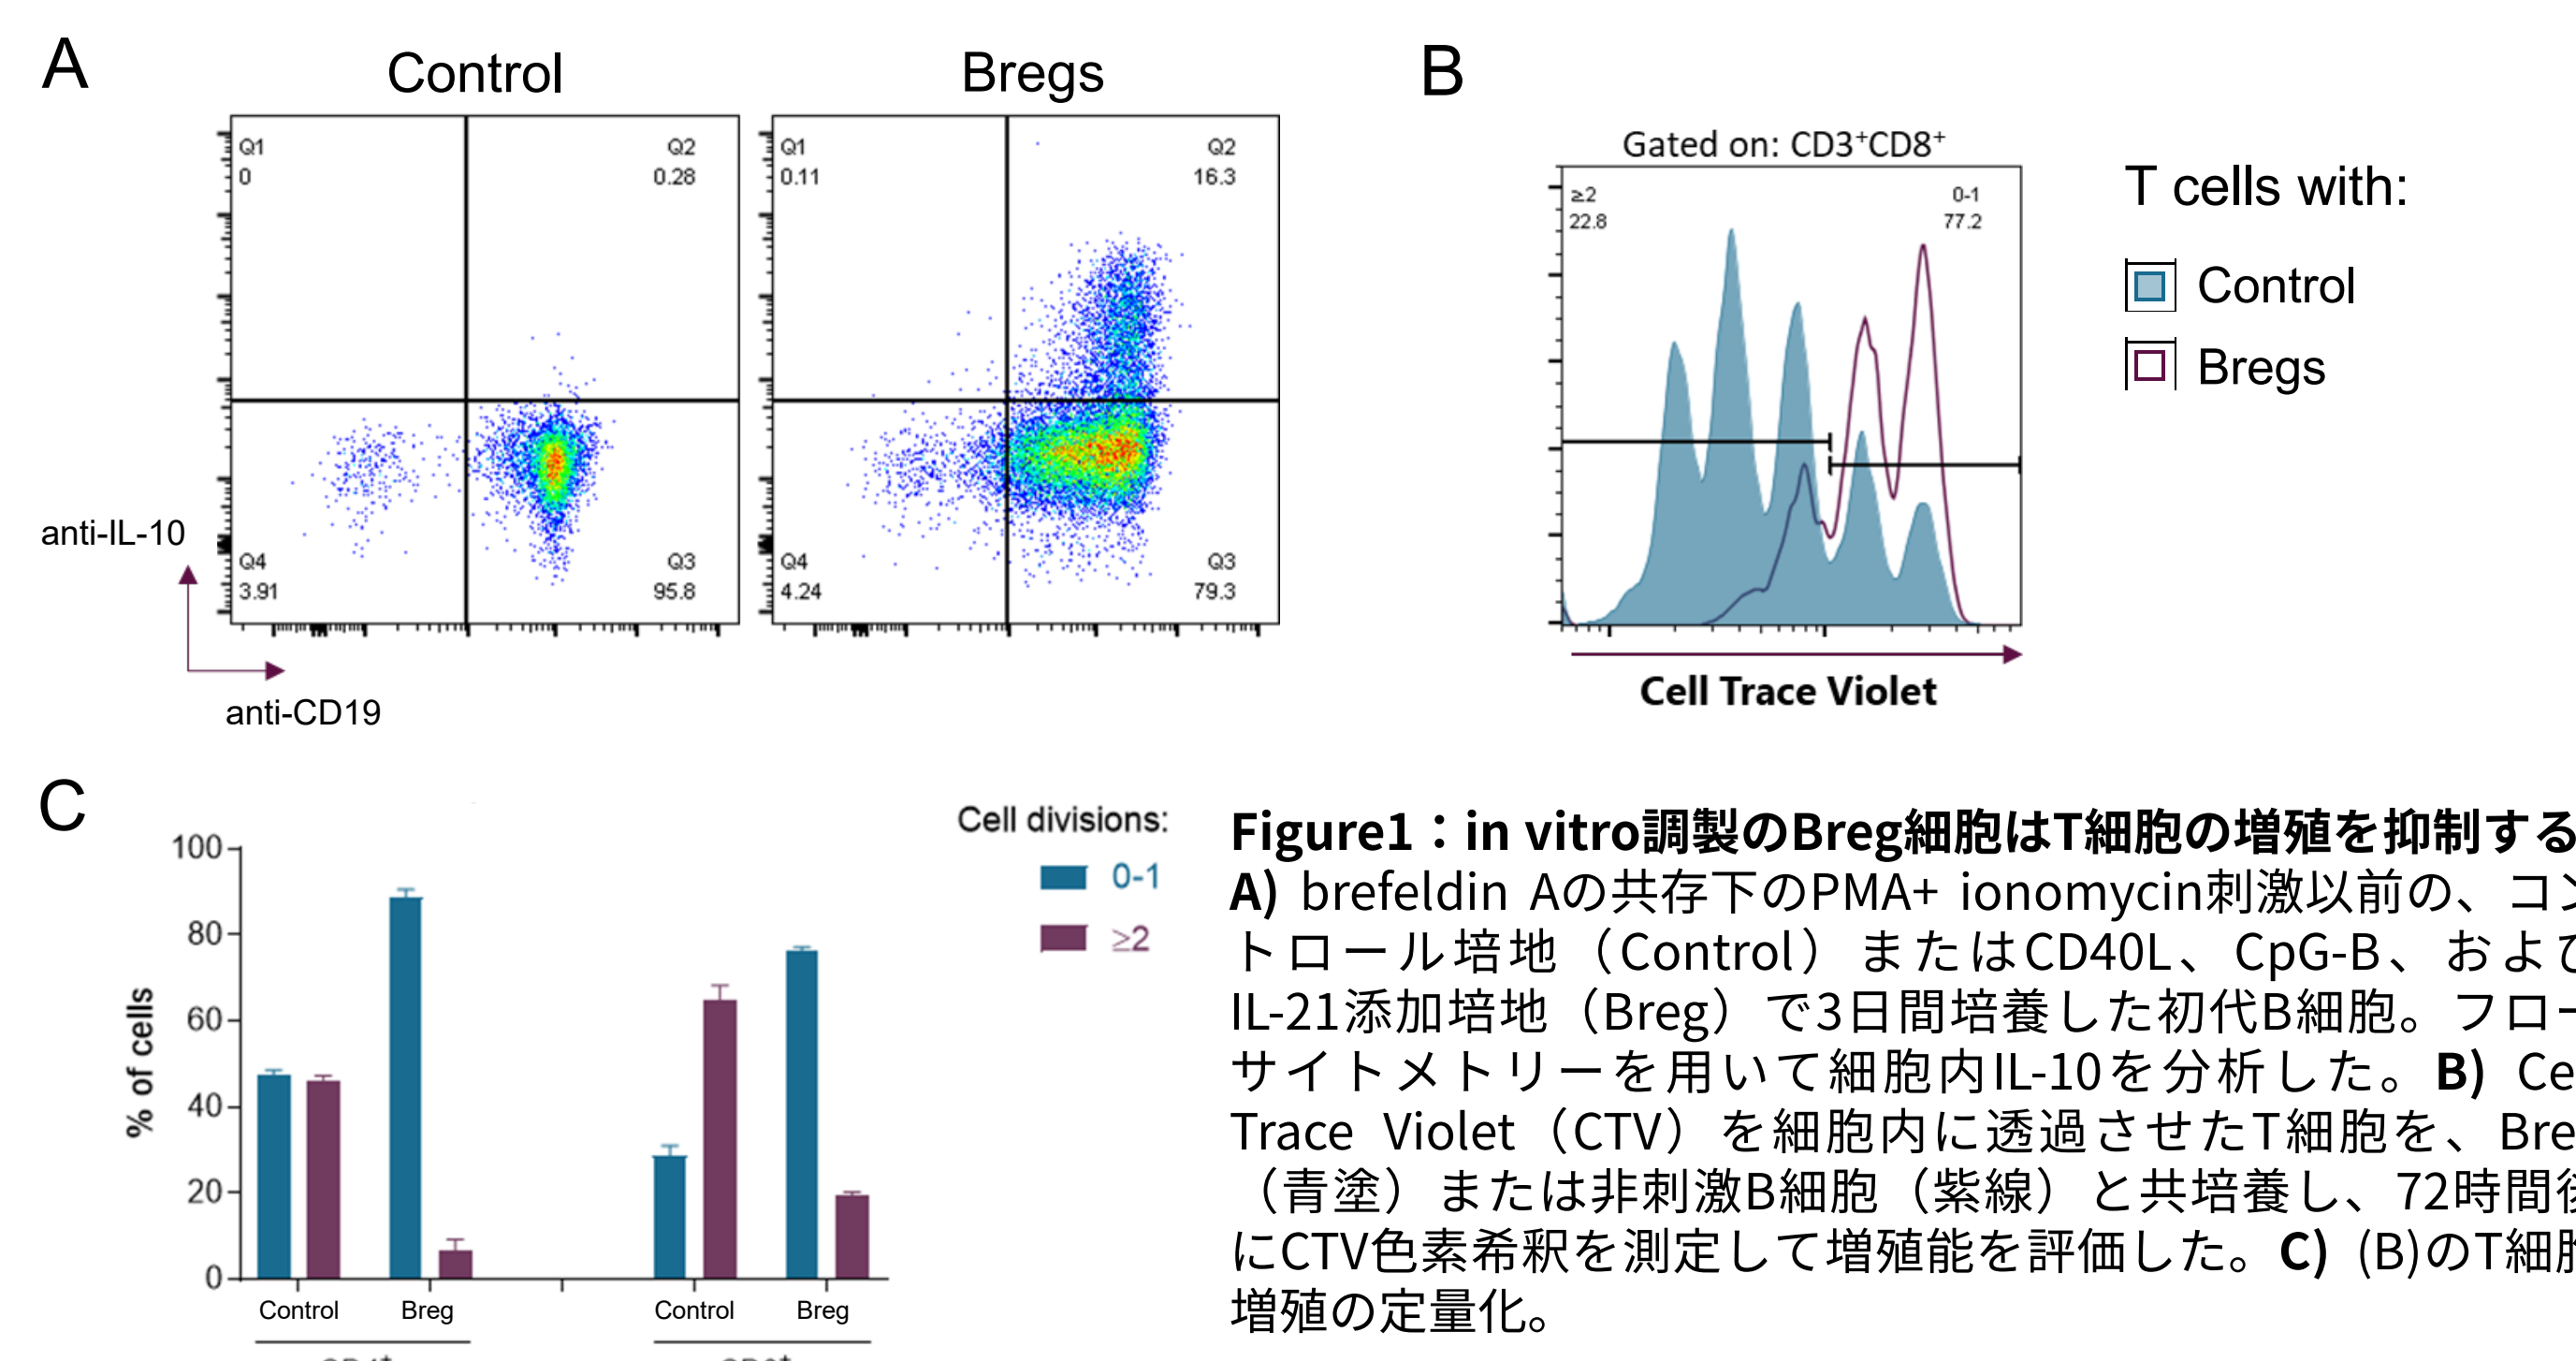 A
Control
Bregs
Q1
0
Q2
0.28
Q4
3.91
Q3
95.8
Q1
0.11
Q2
16.3
Q4
4.24
Q3
79.3
anti-IL-10
anti-CD19
B
Gated on: CD3⁺CD8⁺
≥2
22.8
0-1
77.2
Cell Trace Violet
T cells with:
Control
Bregs
C
% of cells
100
80
60
40
20
0
Control
Breg
Control
Breg
Cell divisions:
0-1
≥2
Figure1：in vitro調製のBreg細胞はT細胞の増殖を抑制する
A) brefeldin Aの共存下のPMA+ ionomycin刺激以前の、コン
トロール培地（Control）またはCD40L、CpG-B、および
IL-21添加培地（Breg）で3日間培養した初代B細胞。フロー
サイトメトリーを用いて細胞内IL-10を分析した。B) Ce
Trace Violet（CTV）を細胞内に透過させたT細胞を、Bre
（青塗）または非刺激B細胞（紫線）と共培養し、72時間後
にCTV色素希釈を測定して増殖能を評価した。C) (B)のT細胞
増殖の定量化。